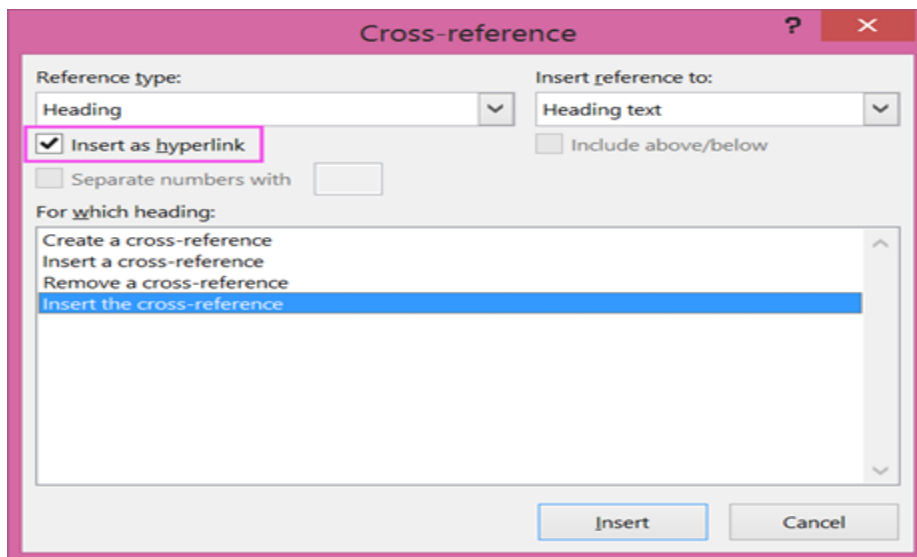 Cross-reference ?
Reference type: Insert reference to:
Heading Heading text
Insert as hyperlink Include above/below
Separate numbers with
For which heading:
Create a cross-reference
Insert a cross-reference
Remove a cross-reference
Insert the cross-reference
Insert Cancel